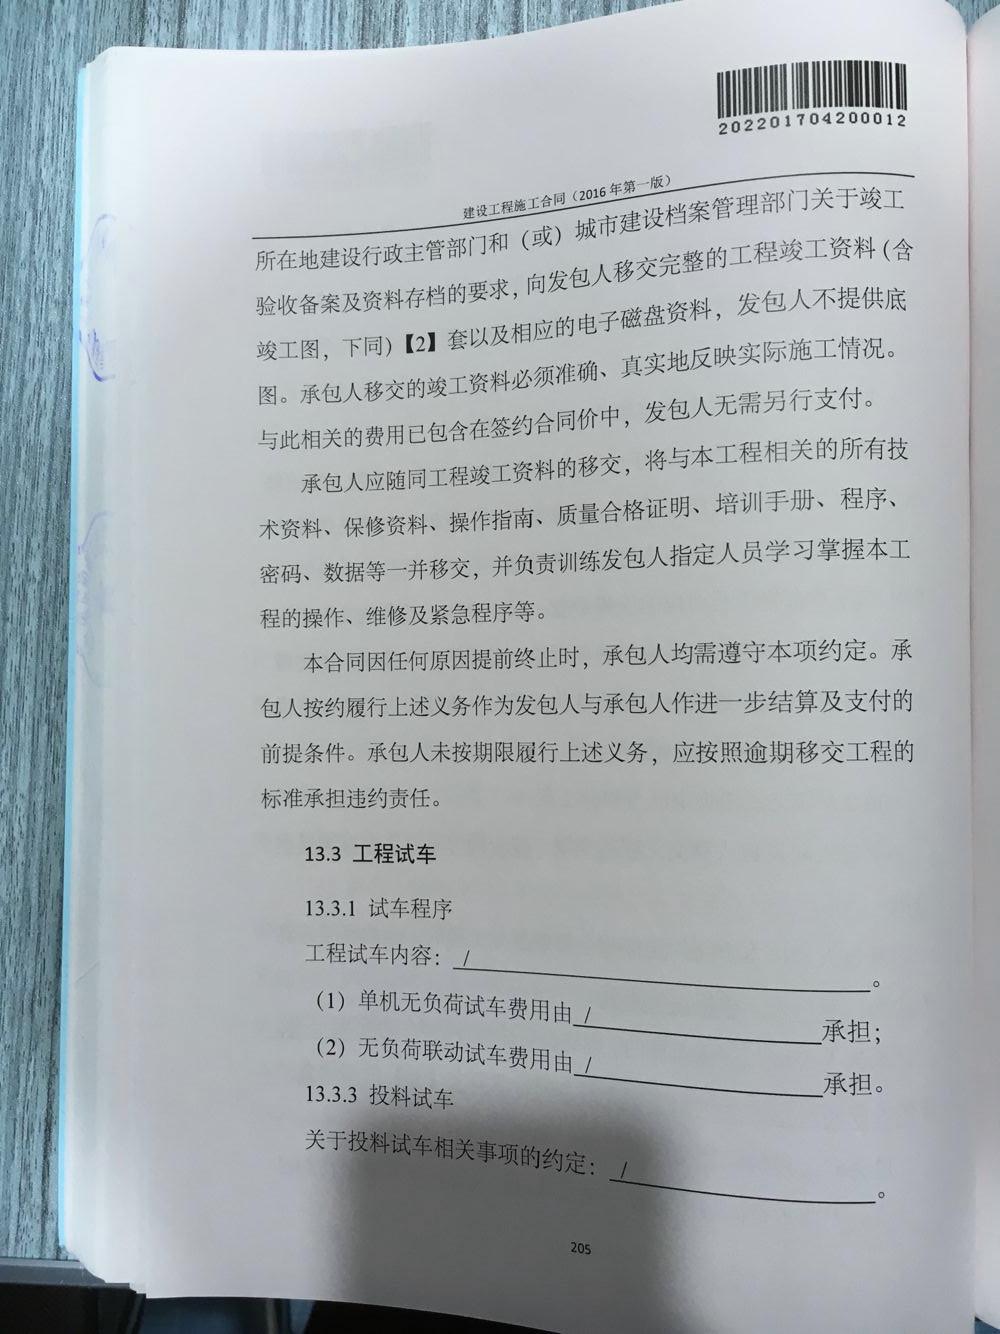 202201704200012
建设工程施工合同（2016 年第一版）
所在地建设行政主管部门和（或）城市建设档案管理部门关于竣工
验收备案及资料存档的要求，向发包人移交完整的工程竣工资料（含
竣工图，下同）【2】套以及相应的电子磁盘资料，发包人不提供底
图。承包人移交的竣工资料必须准确、真实地反映实际施工情况。
与此相关的费用已包含在签约合同价中，发包人无需另行支付。
承包人应随同工程竣工资料的移交，将与本工程相关的所有技
术资料、保修资料、操作指南、质量合格证明、培训手册、程序、
密码、数据等一并移交，并负责训练发包人指定人员学习掌握本工
程的操作、维修及紧急程序等。
本合同因任何原因提前终止时，承包人均需遵守本项约定。承
包人按约履行上述义务作为发包人与承包人作进一步结算及支付的
前提条件。承包人未按期限履行上述义务，应按照逾期移交工程的
标准承担违约责任。
13.3 工程试车
13.3.1 试车程序
工程试车内容： / 。
（1）单机无负荷试车费用由 / 承担；
（2）无负荷联动试车费用由 / 承担。
13.3.3 投料试车
关于投料试车相关事项的约定： / 。
205